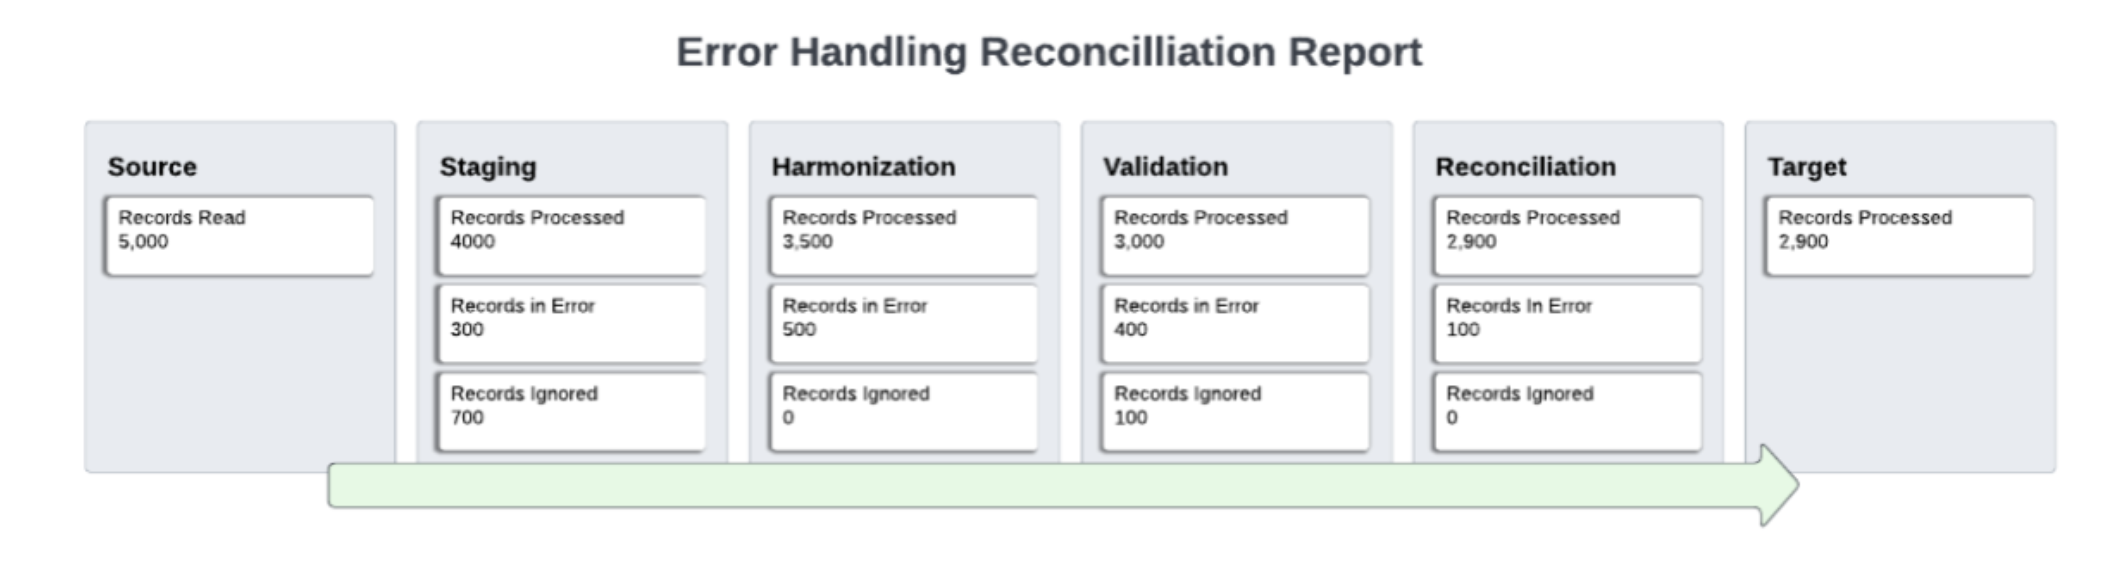 Error Handling Reconcilliation Report
Source
Records Read
5,000
Staging
Records Processed
4000
Records in Error
300
Records Ignored
700
Harmonization
Records Processed
3,500
Records in Error
500
Records Ignored
0
Validation
Records Processed
3,000
Records in Error
400
Records Ignored
100
Reconciliation
Records Processed
2,900
Records In Error
100
Records Ignored
0
Target
Records Processed
2,900